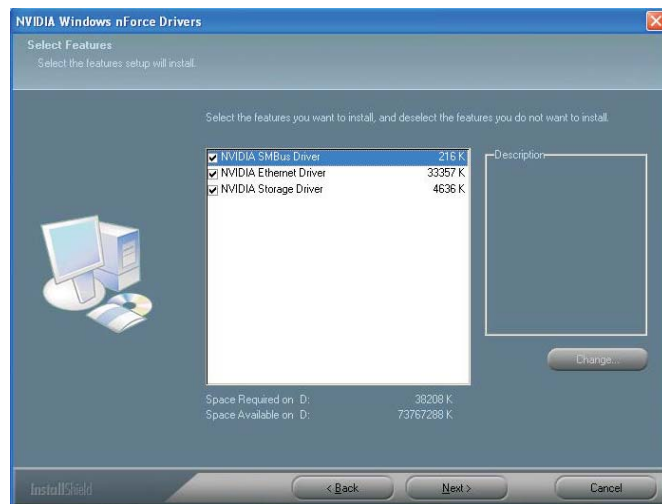 NVIDIA Windows nForce Drivers
Select Features
Select the features setup will install.
Select the features you want to install, and deselect the features you do not want to install.
NVIDIA SMBus Driver 216 K
NVIDIA Ethernet Driver 33357 K
NVIDIA Storage Driver 4636 K
Description
Change...
Space Required on D: 38208 K
Space Available on D: 73767288 K
InstallShield
< Back
Next >
Cancel